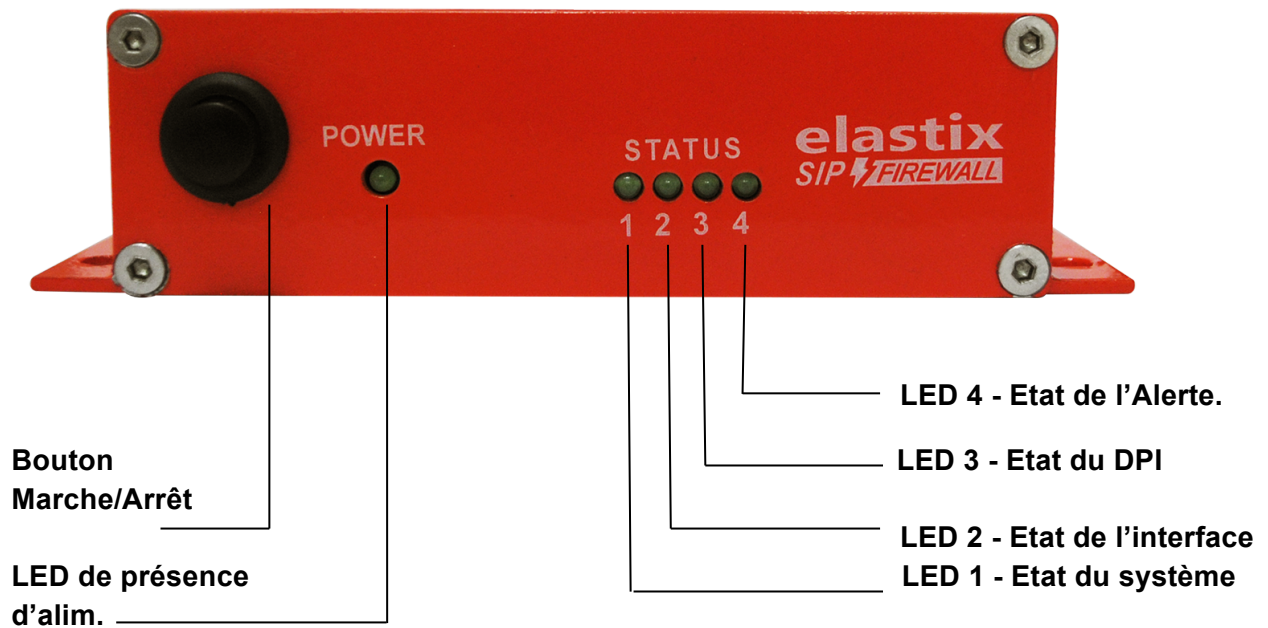 POWER
STATUS
elastix
SIP FIREWALL
1 2 3 4
LED 4 - Etat de l’Alerte.
Bouton
Marche/Arrêt
LED 3 - Etat du DPI
LED 2 - Etat de l’interface
LED de présence
d’alim.
LED 1 - Etat du système